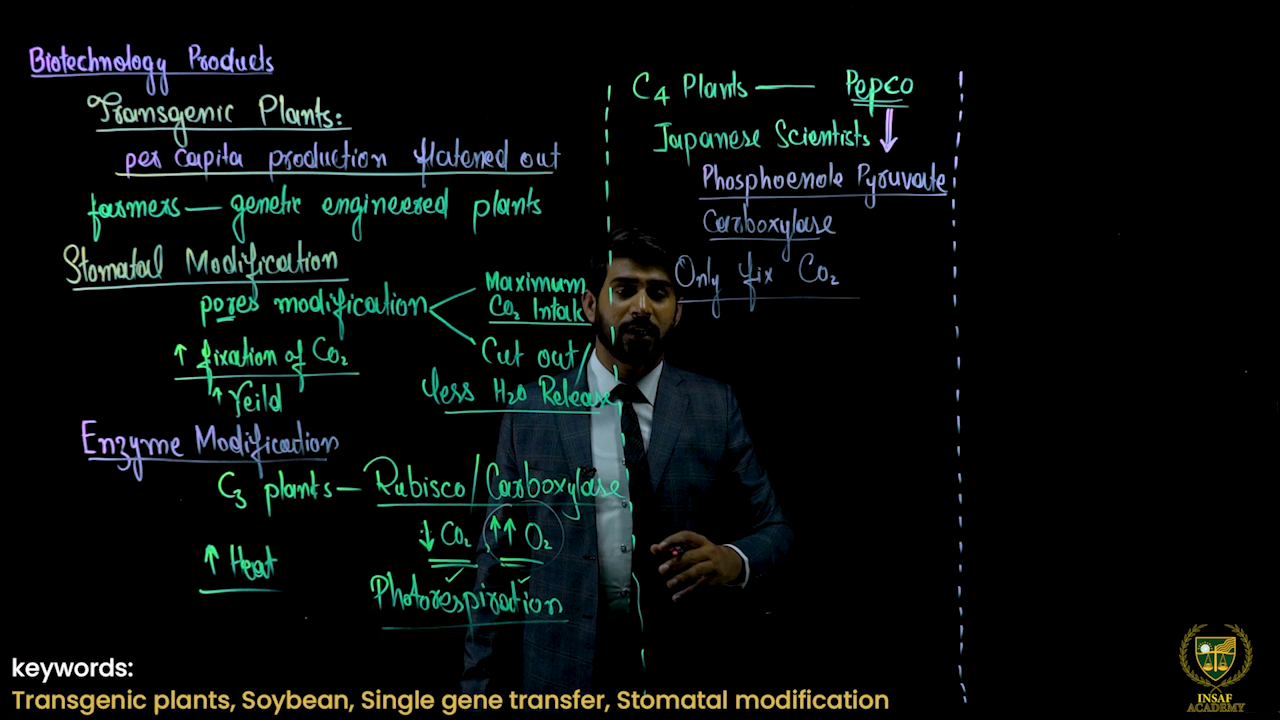 Biotechnology Products
Transgenic Plants:
per capita production flatened out
farmers — genetic engineered plants
Stomatal Modification
pores modification
Maximum
CO2 Intak
Cut out/
less H2O Release
↑ fixation of CO2
↑ Yeild
Enzyme Modification
C3 plants — Rubisco/Carboxylase
↓ CO2, ↑↑ O2
↑ Heat
Photorespiration
C4 Plants — Pepco
Japanese Scientists ↓
Phosphoenole Pyruvate
Carboxylase
Only fix CO2
keywords:
Transgenic plants, Soybean, Single gene transfer, Stomatal modification
INSAF
ACADEMY